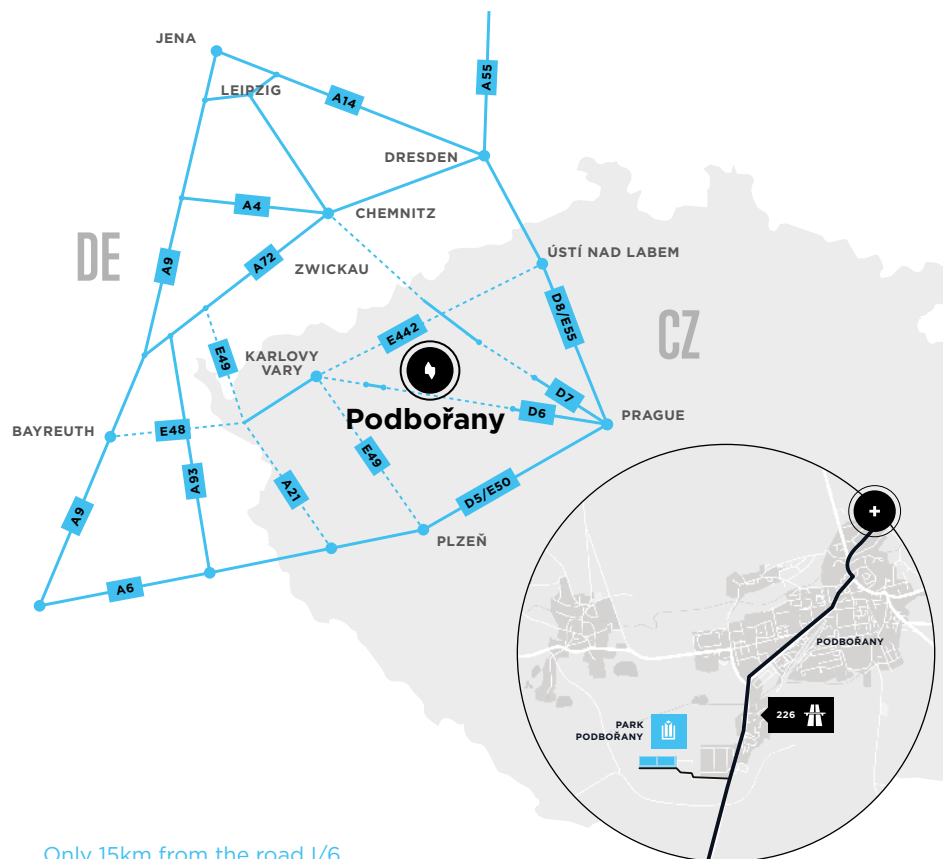 JENA
LEIPZIG
A14
A55
DRESDEN
A4
CHEMNITZ
DE
A9
A72
ZWICKAU
ÚSTÍ NAD LABEM
D8/E55
CZ
E442
E49
KARLOVY
VARY
D7
Podbořany
D6
PRAGUE
BAYREUTH
E48
E49
A93
A21
D5/E50
A9
PLZEŇ
A6
PODBOŘANY
226
PARK
PODBOŘANY
Only 15km from the road I/6